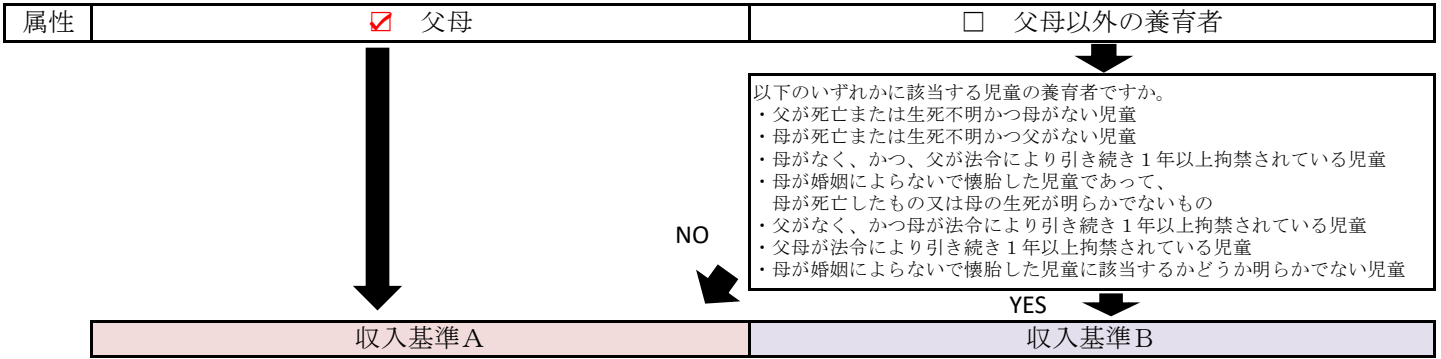 属性 ☑ 父母 □ 父母以外の養育者
以下のいずれかに該当する児童の養育者ですか。
・父が死亡または生死不明かつ母がない児童
・母が死亡または生死不明かつ父がない児童
・母がなく、かつ、父が法令により引き続き１年以上拘禁されている児童
・母が婚姻によらないで懐胎した児童であって、
母が死亡したもの又は母の生死が明らかでないもの
・父がなく、かつ母が法令により引き続き１年以上拘禁されている児童
・父母が法令により引き続き１年以上拘禁されている児童
・母が婚姻によらないで懐胎した児童に該当するかどうか明らかでない児童
NO
YES
収入基準Ａ 収入基準Ｂ